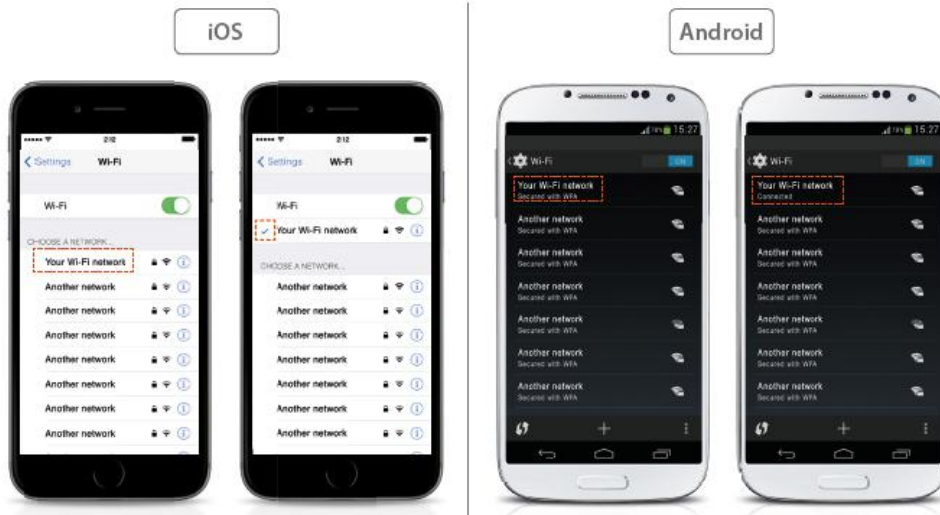 iOS
2:12
Settings Wi-Fi
Wi-Fi
CHOOSE A NETWORK...
Your Wi-Fi network
Another network
Another network
Another network
Another network
Another network
Another network
Another network
2:12
Settings Wi-Fi
Wi-Fi
Your Wi-Fi network
CHOOSE A NETWORK...
Another network
Another network
Another network
Another network
Another network
Another network
Another network
Android
15:27
Wi-Fi ON
Your Wi-Fi network
Secured with WPA
Another network
Secured with WPA
Another network
Secured with WPA
Another network
Secured with WPA
Another network
Secured with WPA
Another network
Secured with WPA
Another network
Secured with WPA
15:27
Wi-Fi ON
Your Wi-Fi network
Connected
Another network
Secured with WPA
Another network
Secured with WPA
Another network
Secured with WPA
Another network
Secured with WPA
Another network
Secured with WPA
Another network
Secured with WPA